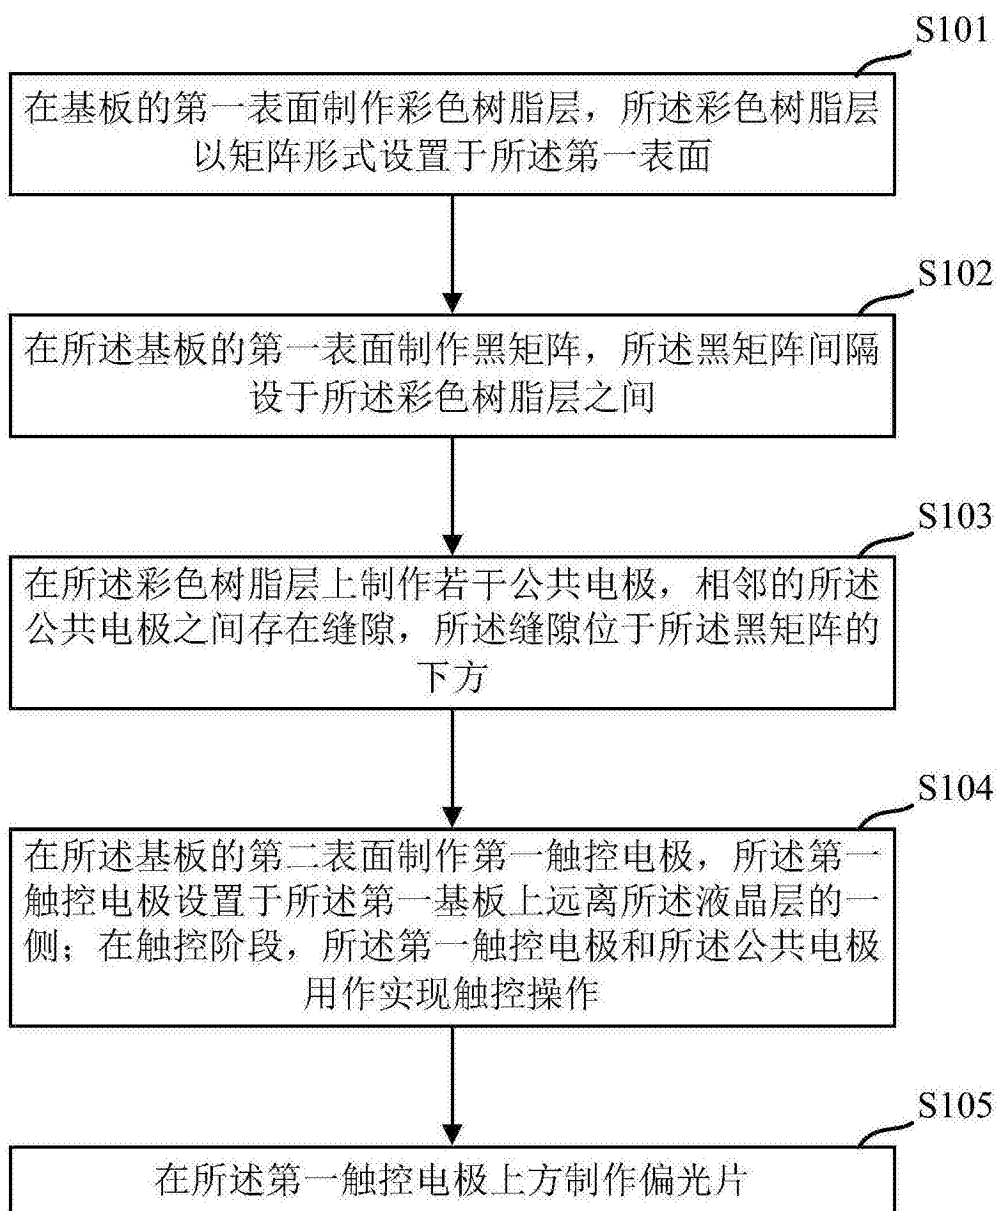 S101
在基板的第一表面制作彩色树脂层，所述彩色树脂层
以矩阵形式设置于所述第一表面
S102
在所述基板的第一表面制作黑矩阵，所述黑矩阵间隔
设于所述彩色树脂层之间
S103
在所述彩色树脂层上制作若干公共电极，相邻的所述
公共电极之间存在缝隙，所述缝隙位于所述黑矩阵的
下方
S104
在所述基板的第二表面制作第一触控电极，所述第一
触控电极设置于所述第一基板上远离所述液晶层的一
侧；在触控阶段，所述第一触控电极和所述公共电极
用作实现触控操作
S105
在所述第一触控电极上方制作偏光片